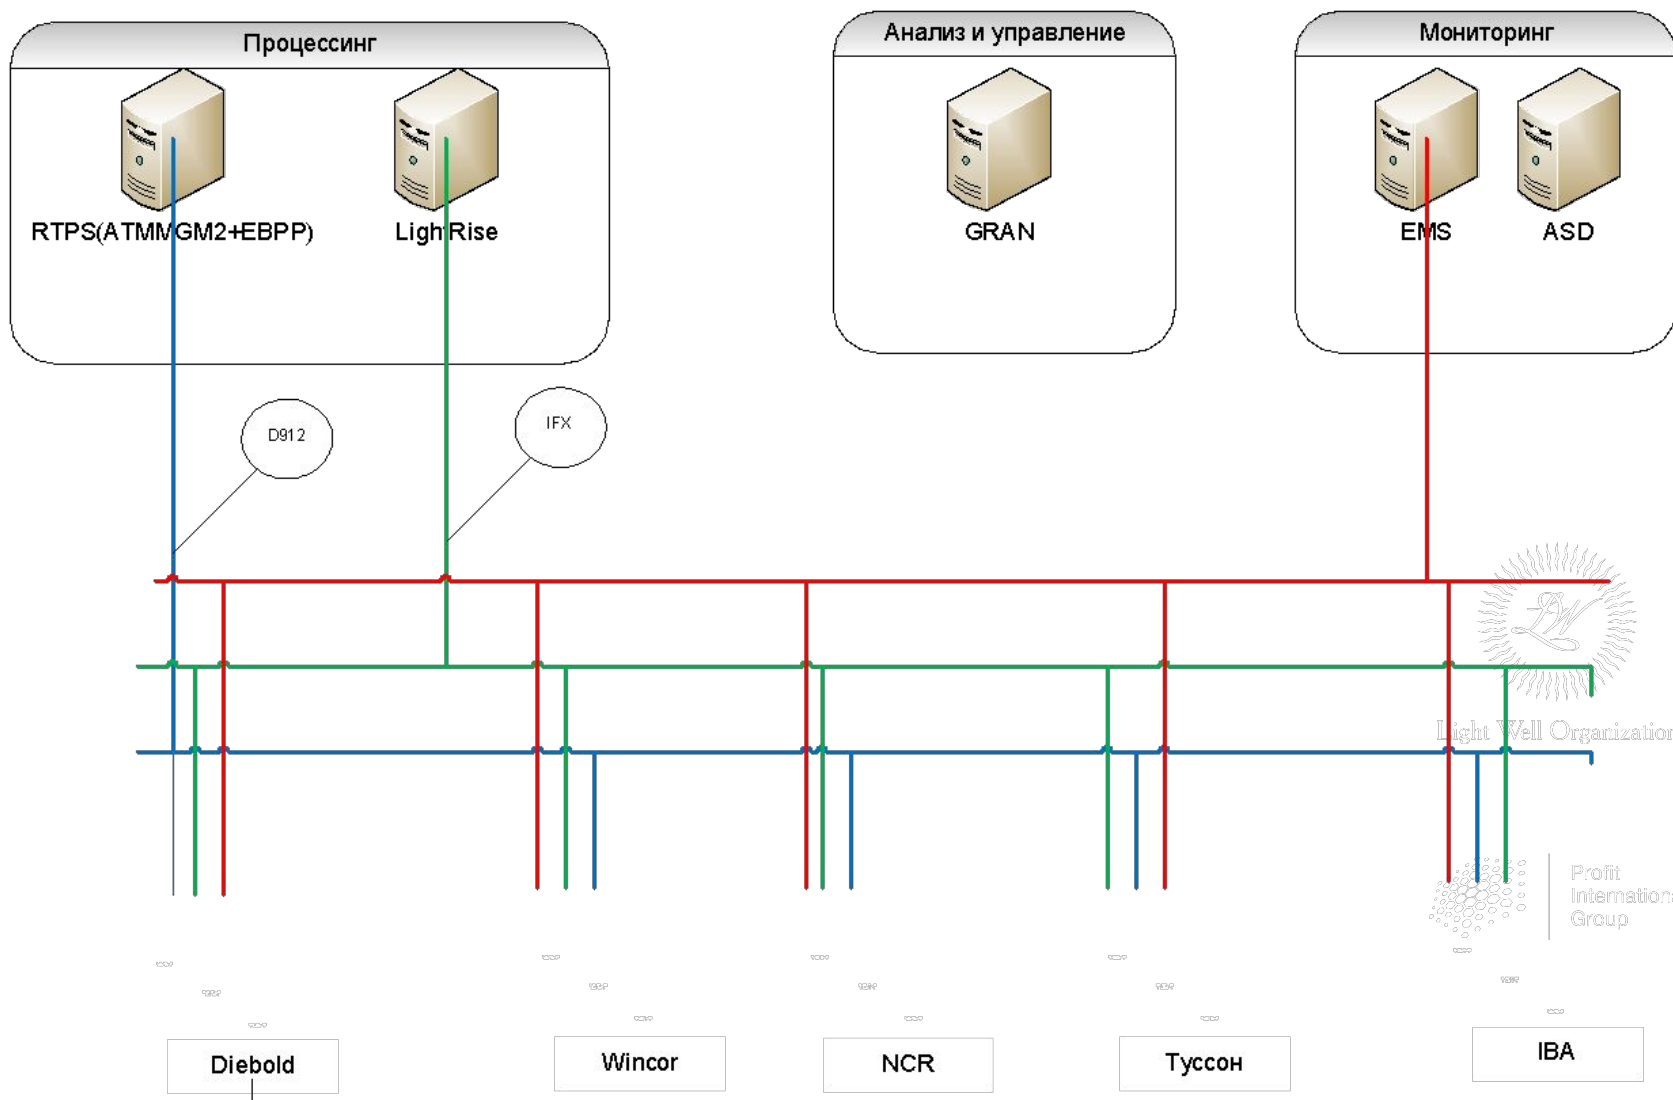 Процессинг
Анализ и управление
Мониторинг
RTPS(ATMMGM2+EBPP)
LightRise
GRAN
EMS
ASD
D912
IFX
Light Well Organization
Profit
Internationa
Group
Diebold
Wincor
NCR
Туссон
IBA